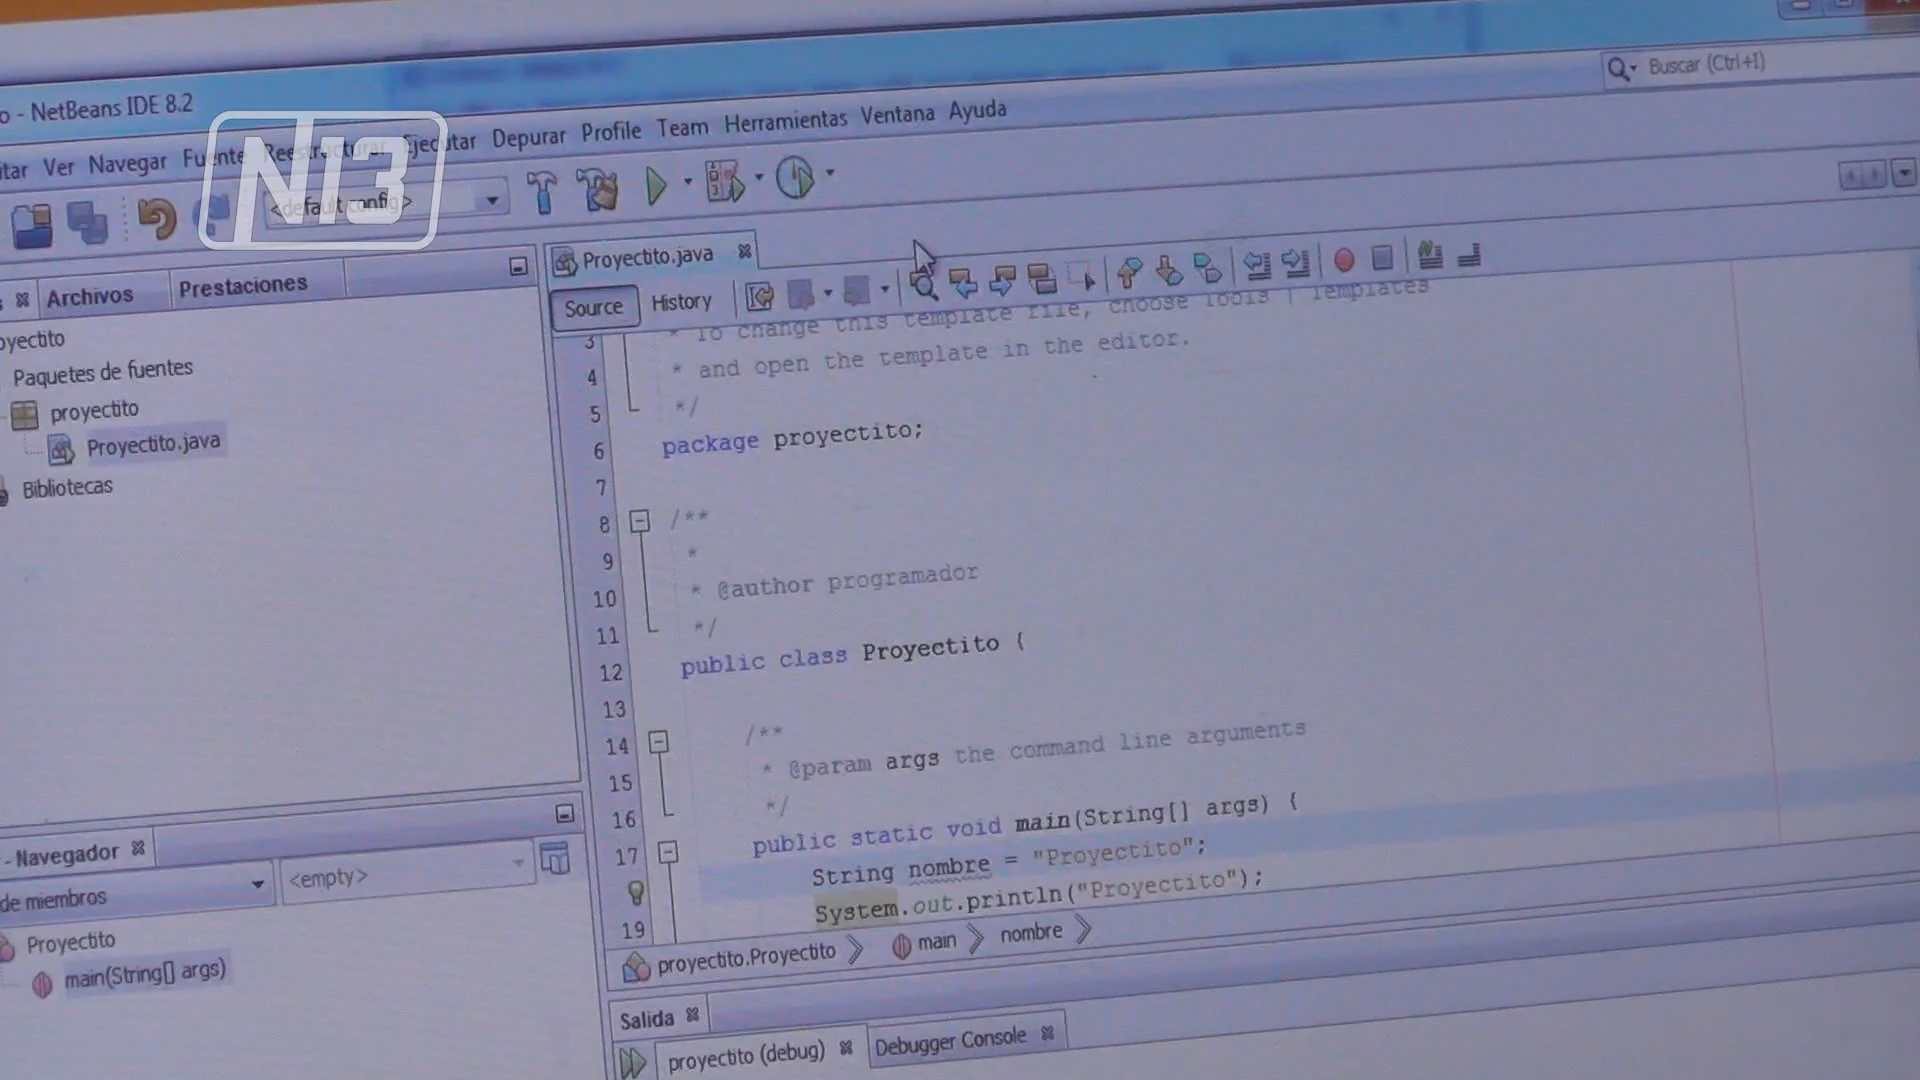 o - NetBeans IDE 8.2
Buscar (Ctrl+I)
itar Ver Navegar Fuente Reestructurar Ejecutar Depurar Profile Team Herramientas Ventana Ayuda
NI3
<default config>
Archivos
Prestaciones
Proyectito.java
Source
History
oyectito
Paquetes de fuentes
proyectito
Proyectito.java
Bibliotecas
3 * To change this template file, choose Tools | Templates
4 * and open the template in the editor.
5 */
6 package proyectito;
7
8 /**
9 *
10 * @author programador
11 */
12 public class Proyectito {
13
14 /**
15 * @param args the command line arguments
16 */
17 public static void main(String[] args) {
String nombre = "Proyectito";
19 System.out.println("Proyectito");
proyectito.Proyectito
main
nombre
- Navegador
de miembros
<empty>
Proyectito
main(String[] args)
Salida
proyectito (debug)
Debugger Console